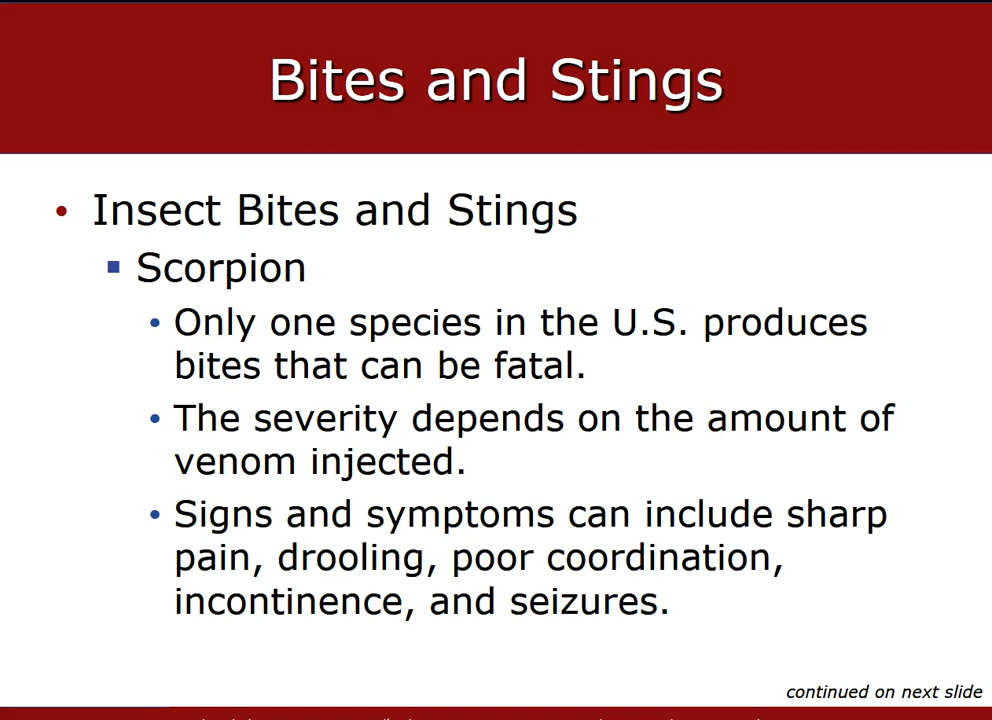 Bites and Stings
• Insect Bites and Stings
▪ Scorpion
• Only one species in the U.S. produces
bites that can be fatal.
• The severity depends on the amount of
venom injected.
• Signs and symptoms can include sharp
pain, drooling, poor coordination,
incontinence, and seizures.
continued on next slide